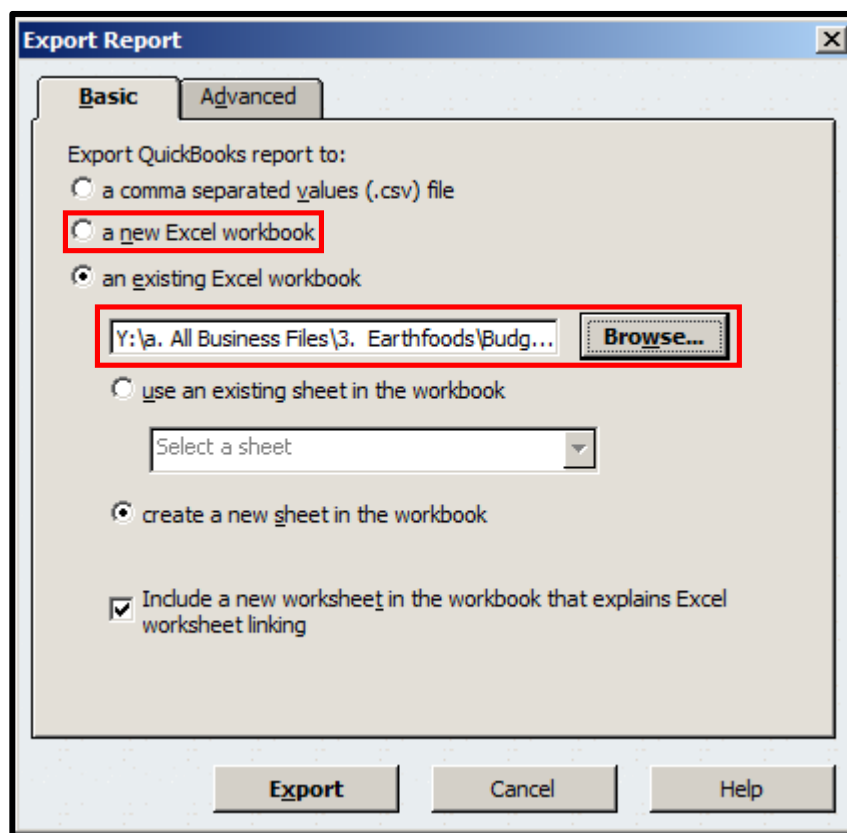 Export Report
Basic
Advanced
Export QuickBooks report to:
a comma separated values (.csv) file
a new Excel workbook
an existing Excel workbook
Y:\a. All Business Files\3.  Earthfoods\Budg...
Browse...
use an existing sheet in the workbook
Select a sheet
create a new sheet in the workbook
Include a new worksheet in the workbook that explains Excel
worksheet linking
Export
Cancel
Help